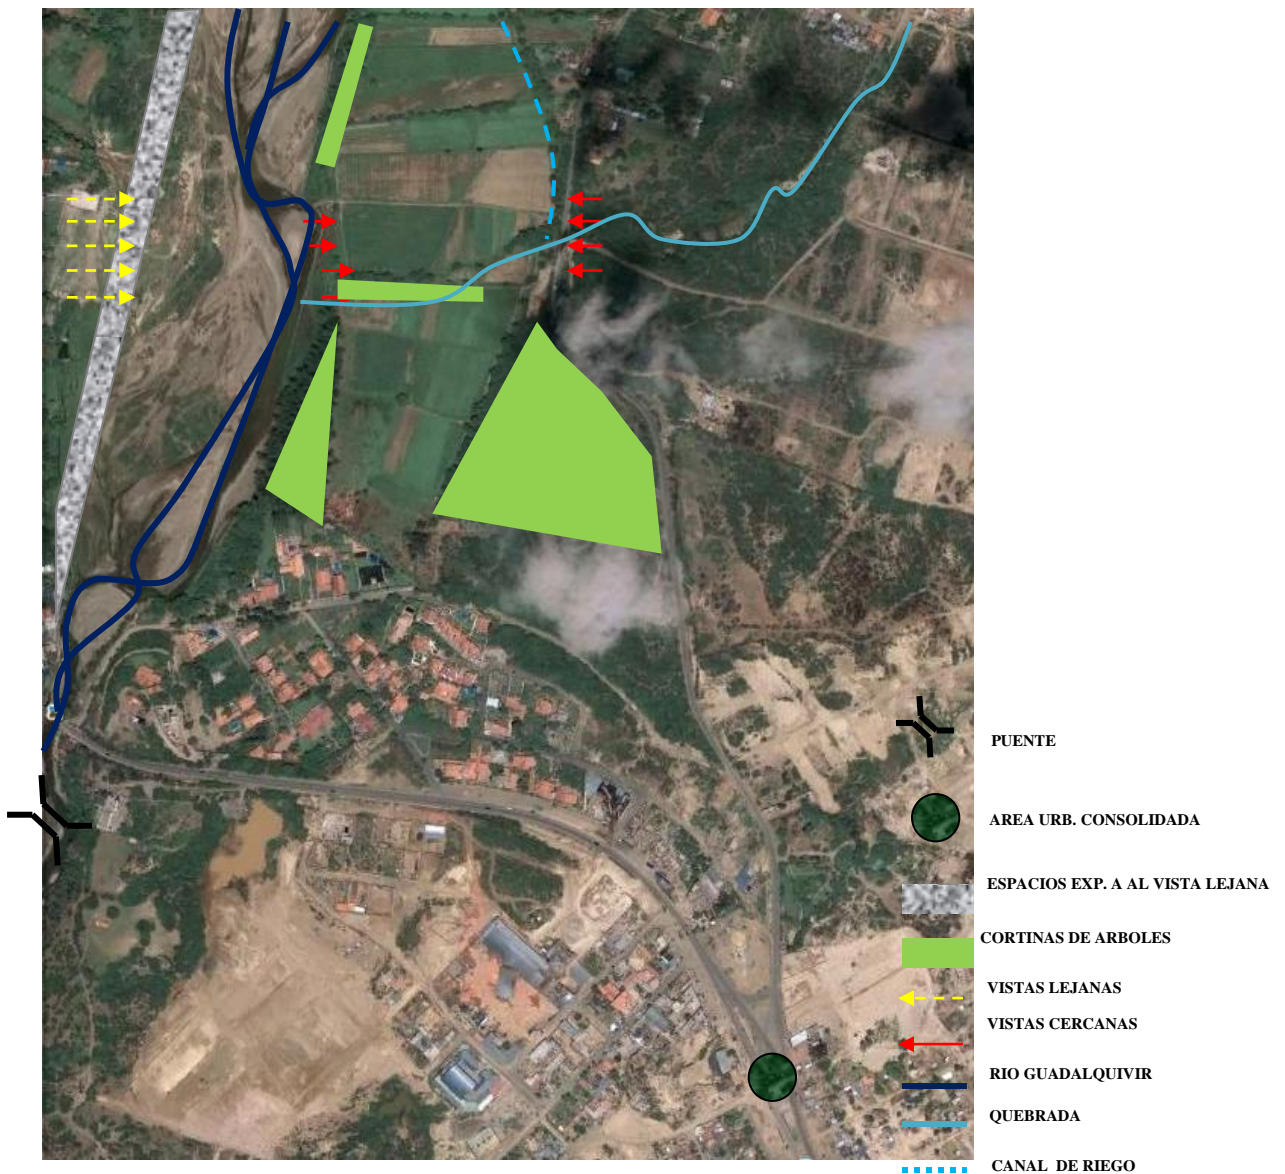 PUENTE
AREA URB. CONSOLIDADA
ESPACIOS EXP. A AL VISTA LEJANA
CORTINAS DE ARBOLES
VISTAS LEJANAS
VISTAS CERCANAS
RIO GUADALQUIVIR
QUEBRADA
CANAL DE RIEGO